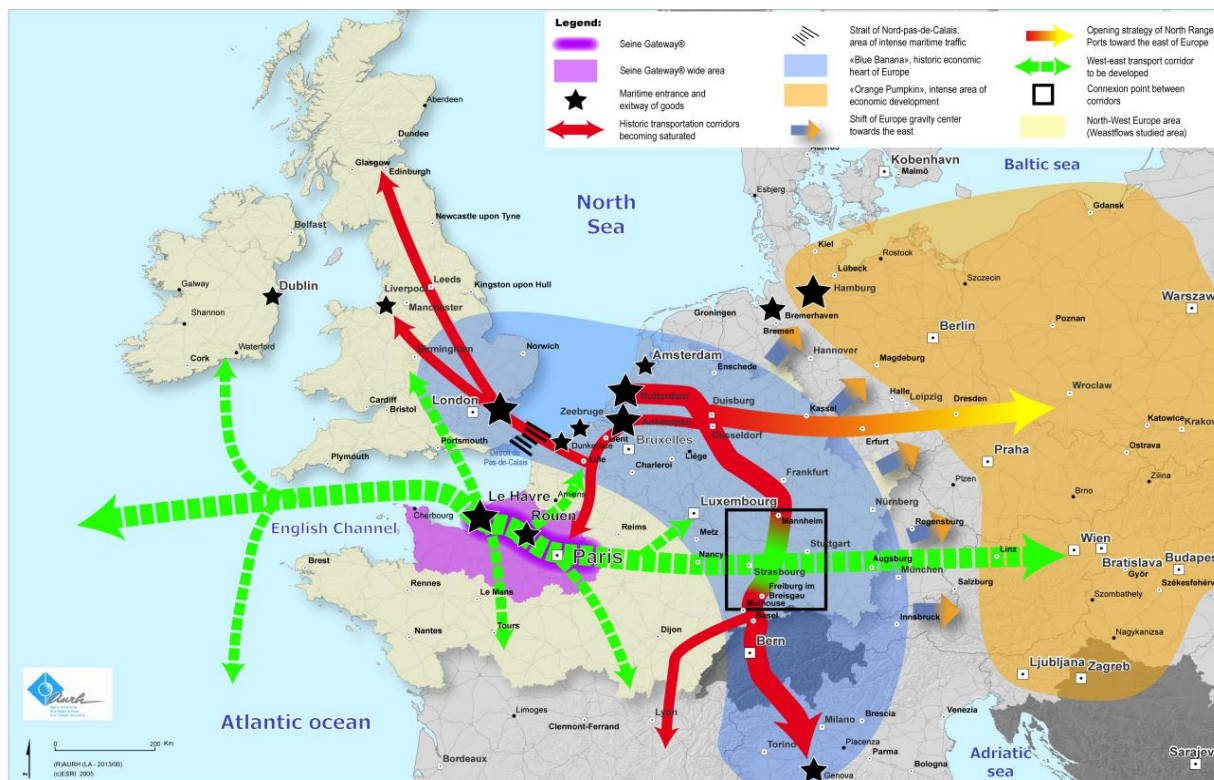 Legend:
Seine Gateway®
Seine Gateway® wide area
Maritime entrance and
exitway of goods
Historic transportation corridors
becoming saturated
Strait of Nord-pas-de-Calais,
area of intense maritime traffic
«Blue Banana», historic economic
heart of Europe
«Orange Pumpkin», intense area of
economic development
Shift of Europe gravity center
towards the east
Opening strategy of North Range
Ports toward the east of Europe
West-east transport corridor
to be developed
Connexion point between
corridors
North-West Europe area
(Weastflows studied area)
Aberdeen
Dundee
Glasgow
Edinburgh
Newcastle upon Tyne
Belfast
North
Sea
Baltic sea
Esbjerg
Kobenhavn
Malmö
Gdansk
Kiel
Rostock
Lübeck
Szczecin
Hamburg
Galway
Dublin
Shannon
Waterford
Cork
Leeds
Liverpool
Kingston upon Hull
Manchester
Birmingham
Norwich
Cardiff
Bristol
London
Portsmouth
Plymouth
Groningen
Bremerhaven
Bremen
Hannover
Berlin
Poznan
Warszaw
Magdeburg
Amsterdam
Enschede
Rotterdam
Zeebruge
Antwerpen
Duisburg
Düsseldorf
Kassel
Halle
Leipzig
Dresden
Wroclaw
Erfurt
Katowice
Krakow
Ostrava
Détroit du
Pas-de-Calais
Dunkerque
Gent
Bruxelles
Lille
Liége
Charleroi
Frankfurt
Praha
Plzen
Zilina
Brno
English Channel
Cherbourg
Le Havre
Rouen
Amiens
Paris
Reims
Luxembourg
Metz
Nancy
Mannheim
Nürnberg
Stuttgart
Regensburg
Strasbourg
Augsburg
München
Linz
Wien
Bratislava
Györ
Budapes
Székesfehérv
Salzburg
Szombathely
Freiburg im
Breisgau
Mulhouse
Basel
Bern
Innsbruck
Nagykanizsa
Brest
Rennes
Le Mans
Nantes
Tours
Dijon
Ljubljana
Zagreb
Atlantic ocean
Limoges
Clermont-Ferrand
Lyon
Bordeaux
Milano
Brescia
Venezia
Torino
Piacenza
Parma
Genova
Bologna
Adriatic
sea
Sarajev
aurh
0
200 Km
(R)AURH (LA - 2013/06)
(c)ESRI 2005